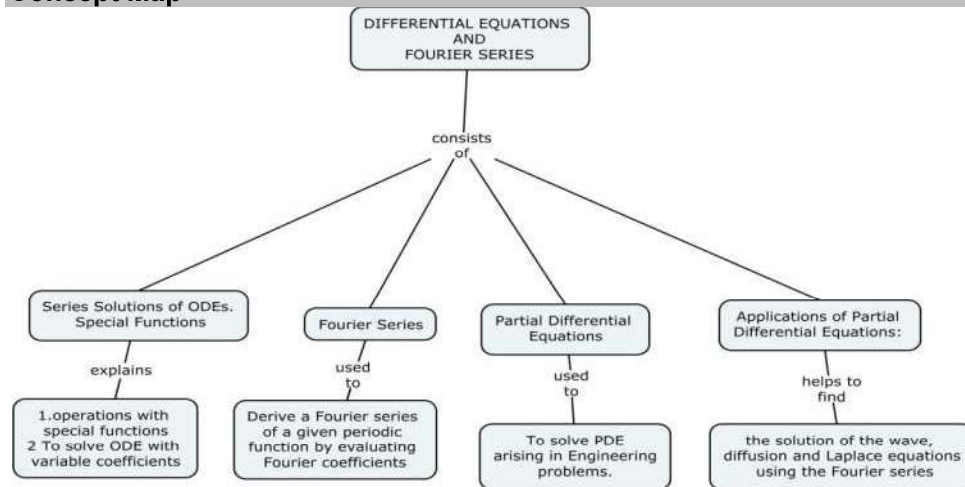 Concept Map
DIFFERENTIAL EQUATIONS
AND
FOURIER SERIES
consists
of
Series Solutions of ODEs.
Special Functions
Fourier Series
Partial Differential
Equations
Applications of Partial
Differential Equations:
explains
used
to
used
to
helps to
find
1.operations with
special functions
2 To solve ODE with
variable coefficients
Derive a Fourier series
of a given periodic
function by evaluating
Fourier coefficients
To solve PDE
arising in Engineering
problems.
the solution of the wave,
diffusion and Laplace equations
using the Fourier series